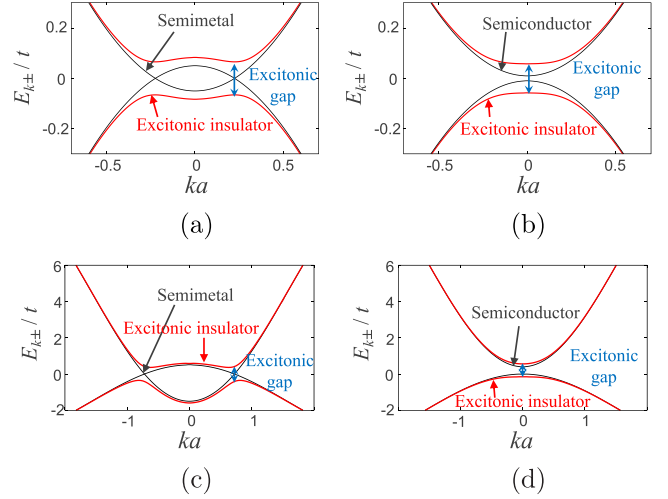 0.2
0
-0.2
E_{k±} / t
Semimetal
Excitonic
gap
Excitonic insulator
-0.5
0
0.5
ka
(a)
0.2
0
-0.2
E_{k±} / t
Semiconductor
Excitonic
gap
Excitonic insulator
-0.5
0
0.5
ka
(b)
6
4
2
0
-2
E_{k±} / t
Semimetal
Excitonic insulator
Excitonic
gap
-1
0
1
ka
(c)
6
4
2
0
-2
E_{k±} / t
Semiconductor
Excitonic
gap
Excitonic insulator
-1
0
1
ka
(d)